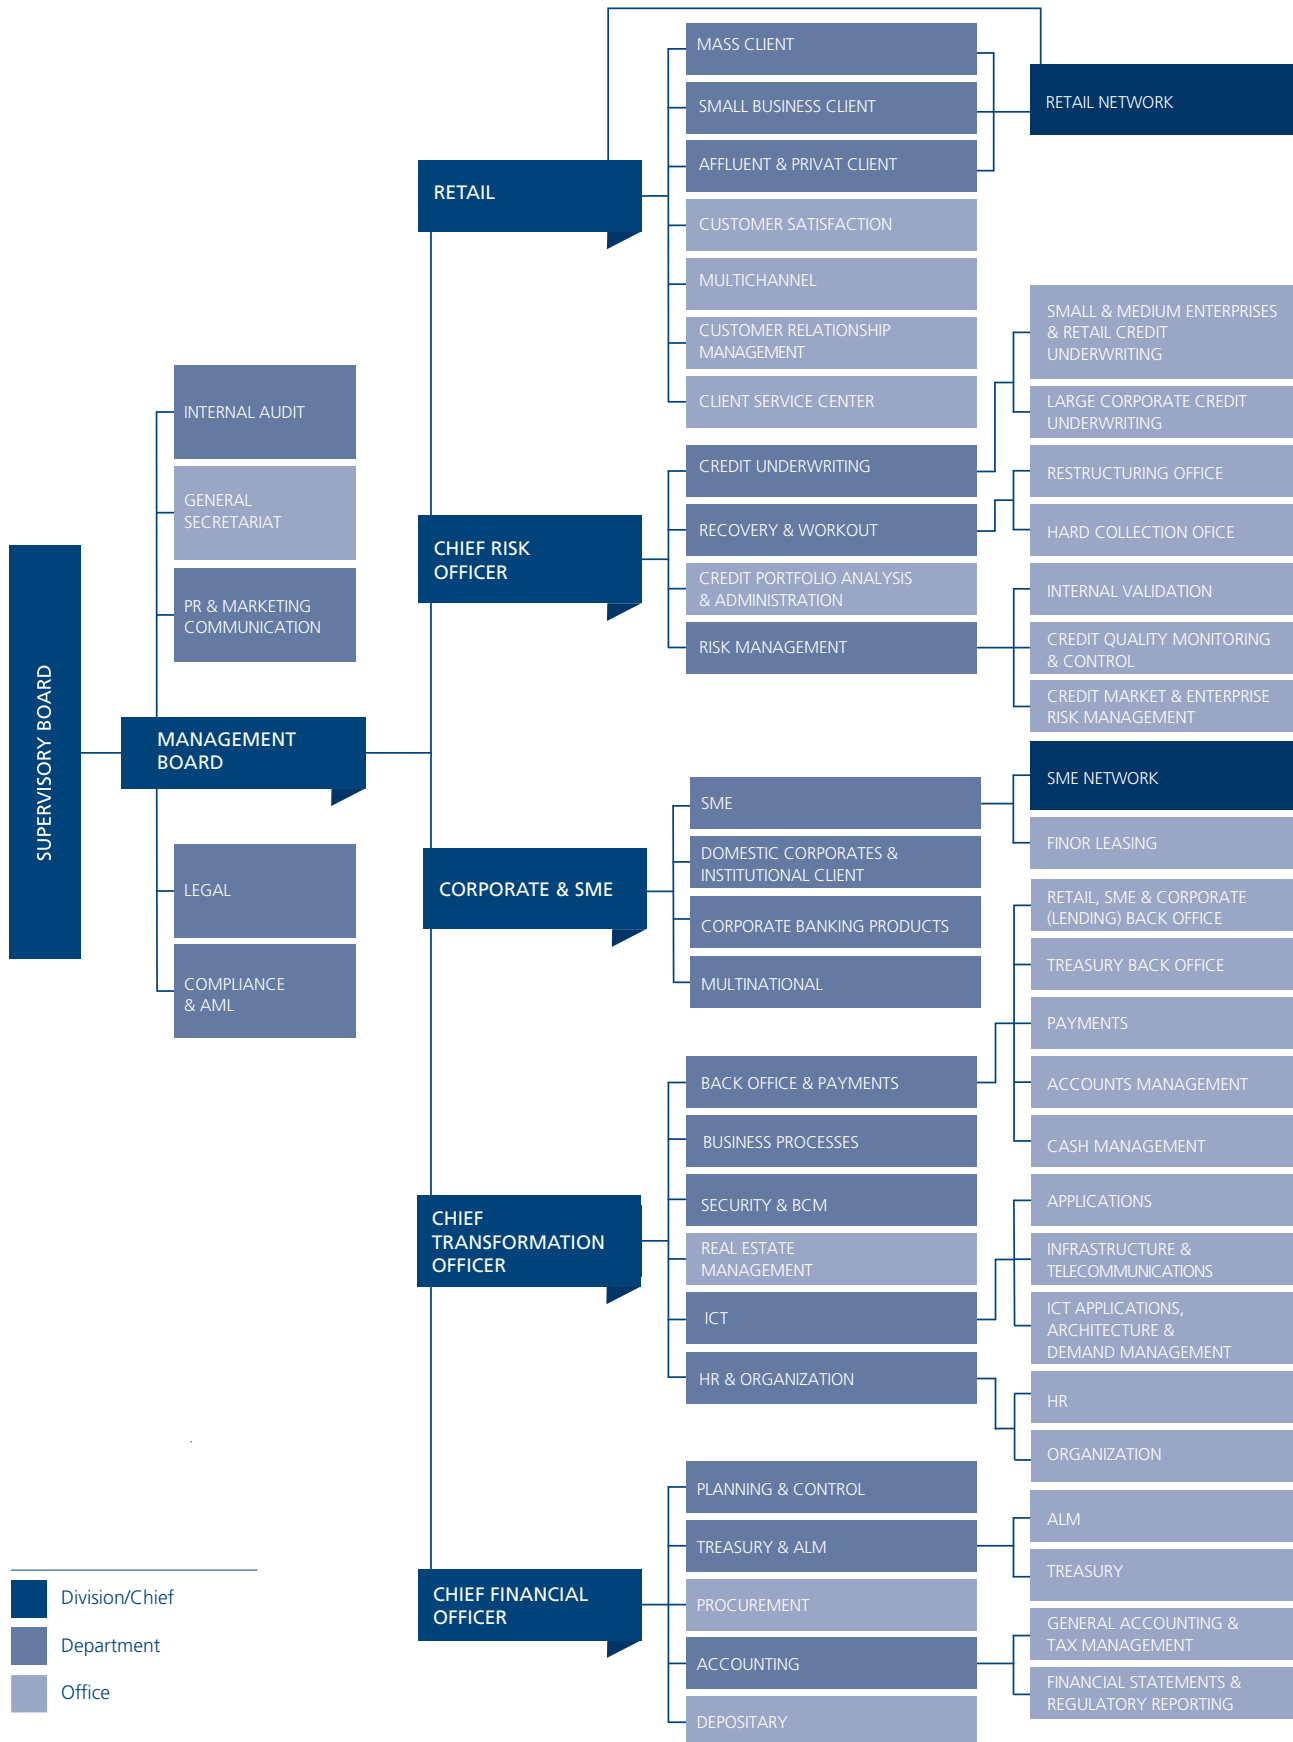 SUPERVISORY BOARD
INTERNAL AUDIT
GENERAL
SECRETARIAT
PR & MARKETING
COMMUNICATION
MANAGEMENT
BOARD
LEGAL
COMPLIANCE
& AML
RETAIL
MASS CLIENT
SMALL BUSINESS CLIENT
AFFLUENT & PRIVAT CLIENT
CUSTOMER SATISFACTION
MULTICHANNEL
CUSTOMER RELATIONSHIP
MANAGEMENT
CLIENT SERVICE CENTER
RETAIL NETWORK
CHIEF RISK
OFFICER
CREDIT UNDERWRITING
RECOVERY & WORKOUT
CREDIT PORTFOLIO ANALYSIS
& ADMINISTRATION
RISK MANAGEMENT
SMALL & MEDIUM ENTERPRISES
& RETAIL CREDIT
UNDERWRITING
LARGE CORPORATE CREDIT
UNDERWRITING
RESTRUCTURING OFFICE
HARD COLLECTION OFICE
INTERNAL VALIDATION
CREDIT QUALITY MONITORING
& CONTROL
CREDIT MARKET & ENTERPRISE
RISK MANAGEMENT
CORPORATE & SME
SME
DOMESTIC CORPORATES &
INSTITUTIONAL CLIENT
CORPORATE BANKING PRODUCTS
MULTINATIONAL
SME NETWORK
FINOR LEASING
CHIEF
TRANSFORMATION
OFFICER
BACK OFFICE & PAYMENTS
BUSINESS PROCESSES
SECURITY & BCM
REAL ESTATE
MANAGEMENT
ICT
HR & ORGANIZATION
RETAIL, SME & CORPORATE
(LENDING) BACK OFFICE
TREASURY BACK OFFICE
PAYMENTS
ACCOUNTS MANAGEMENT
CASH MANAGEMENT
APPLICATIONS
INFRASTRUCTURE &
TELECOMMUNICATIONS
ICT APPLICATIONS,
ARCHITECTURE &
DEMAND MANAGEMENT
HR
ORGANIZATION
CHIEF FINANCIAL
OFFICER
PLANNING & CONTROL
TREASURY & ALM
PROCUREMENT
ACCOUNTING
DEPOSITARY
ALM
TREASURY
GENERAL ACCOUNTING &
TAX MANAGEMENT
FINANCIAL STATEMENTS &
REGULATORY REPORTING
Division/Chief
Department
Office